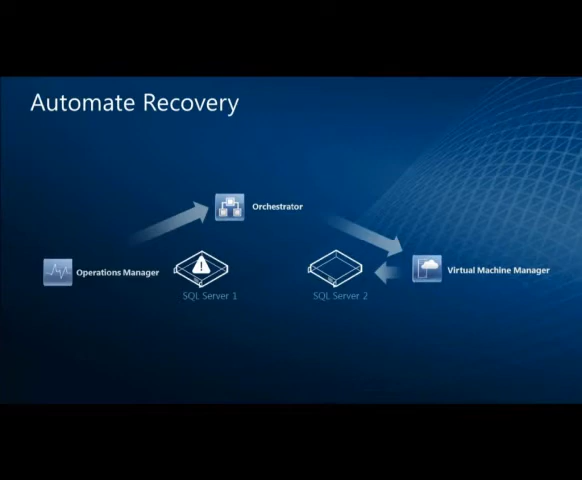 Automate Recovery
Orchestrator
Operations Manager
Virtual Machine Manager
SQL Server 1
SQL Server 2